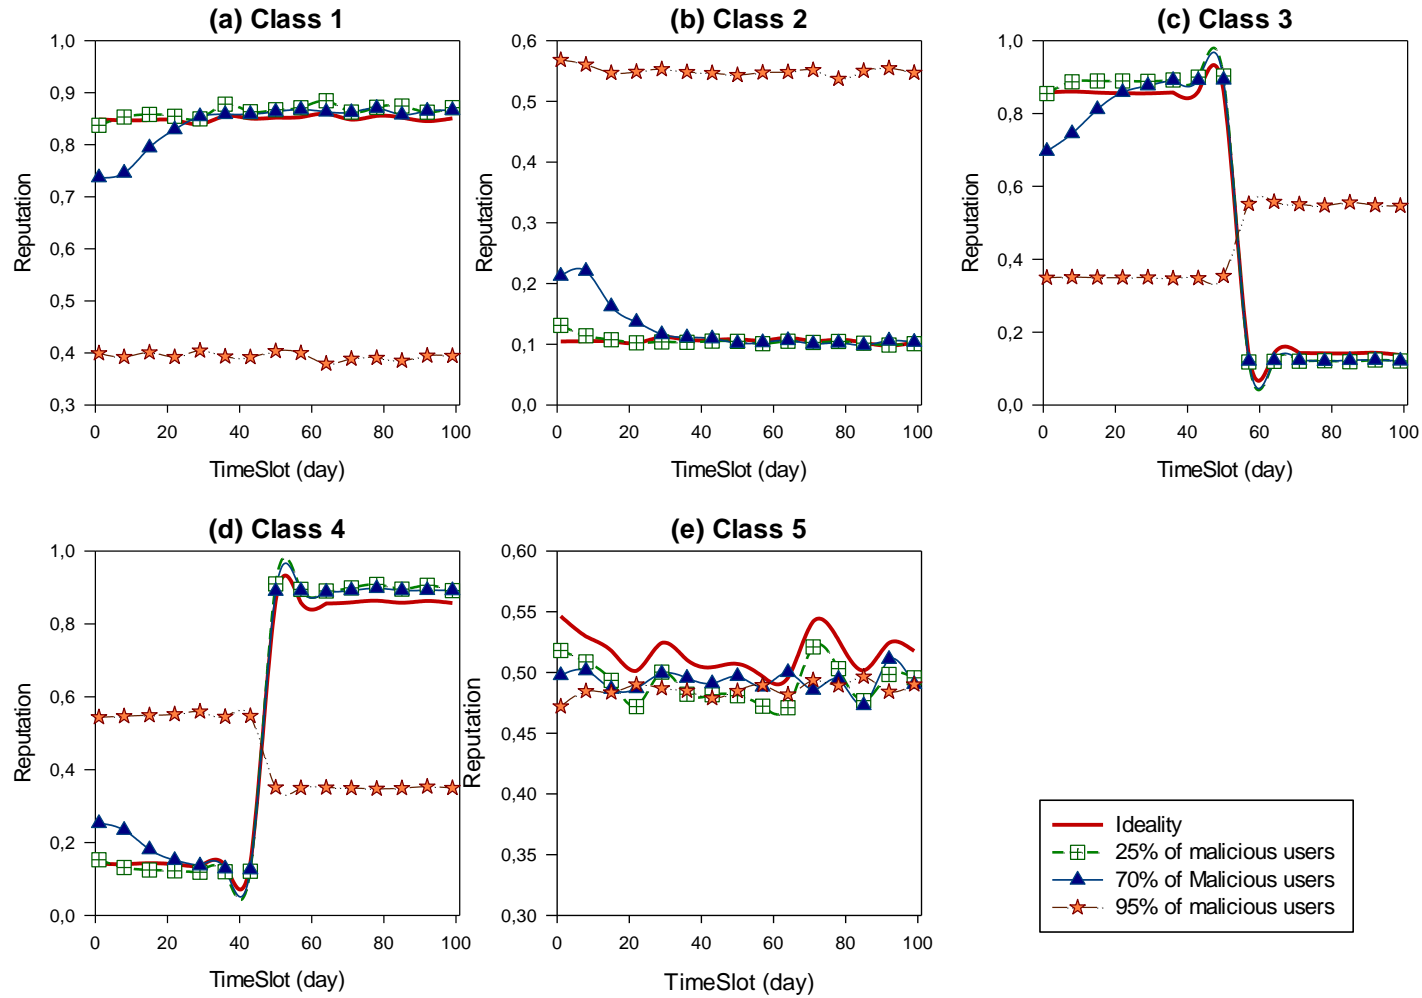 (a) Class 1
(b) Class 2
(c) Class 3
1,0
0,9
0,8
0,7
0,6
0,5
0,4
0,3
Reputation
0 20 40 60 80 100
TimeSlot (day)
0,6
0,5
0,4
0,3
0,2
0,1
0,0
Reputation
0 20 40 60 80 100
TimeSlot (day)
1,0
0,8
0,6
0,4
0,2
0,0
Reputation
0 20 40 60 80 100
TimeSlot (day)
(d) Class 4
(e) Class 5
1,0
0,8
0,6
0,4
0,2
0,0
Reputation
0 20 40 60 80 100
TimeSlot (day)
0,60
0,55
0,50
0,45
0,40
0,35
0,30
Reputation
0 20 40 60 80 100
TimeSlot (day)
Ideality
25% of malicious users
70% of Malicious users
95% of malicious users